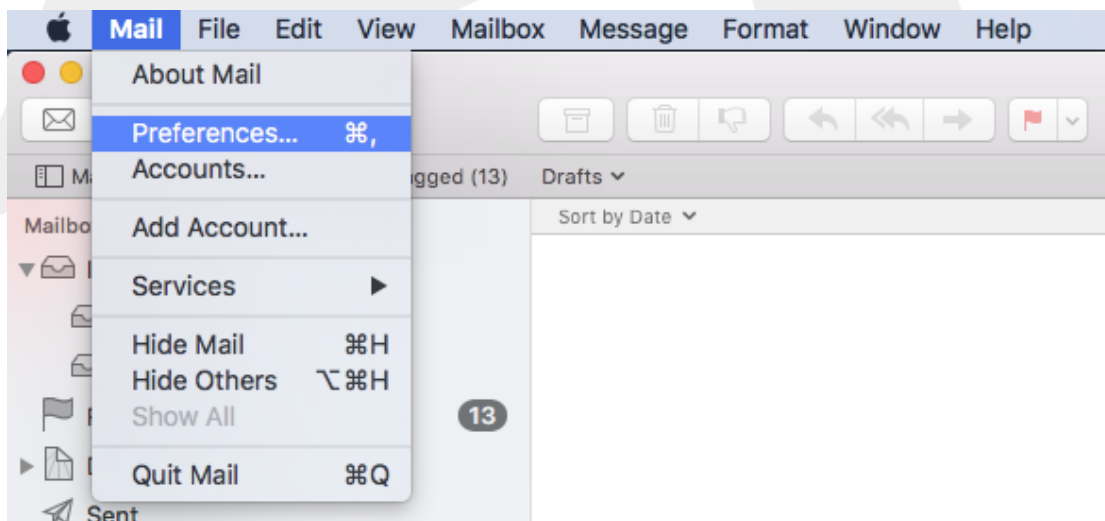 Mail File Edit View Mailbox Message Format Window Help
About Mail
Preferences... ⌘,
Accounts...
gged (13) Drafts
Add Account...
Sort by Date
Mailbo
Services
Hide Mail ⌘H
Hide Others ⌥⌘H
Show All
13
Quit Mail ⌘Q
Sent